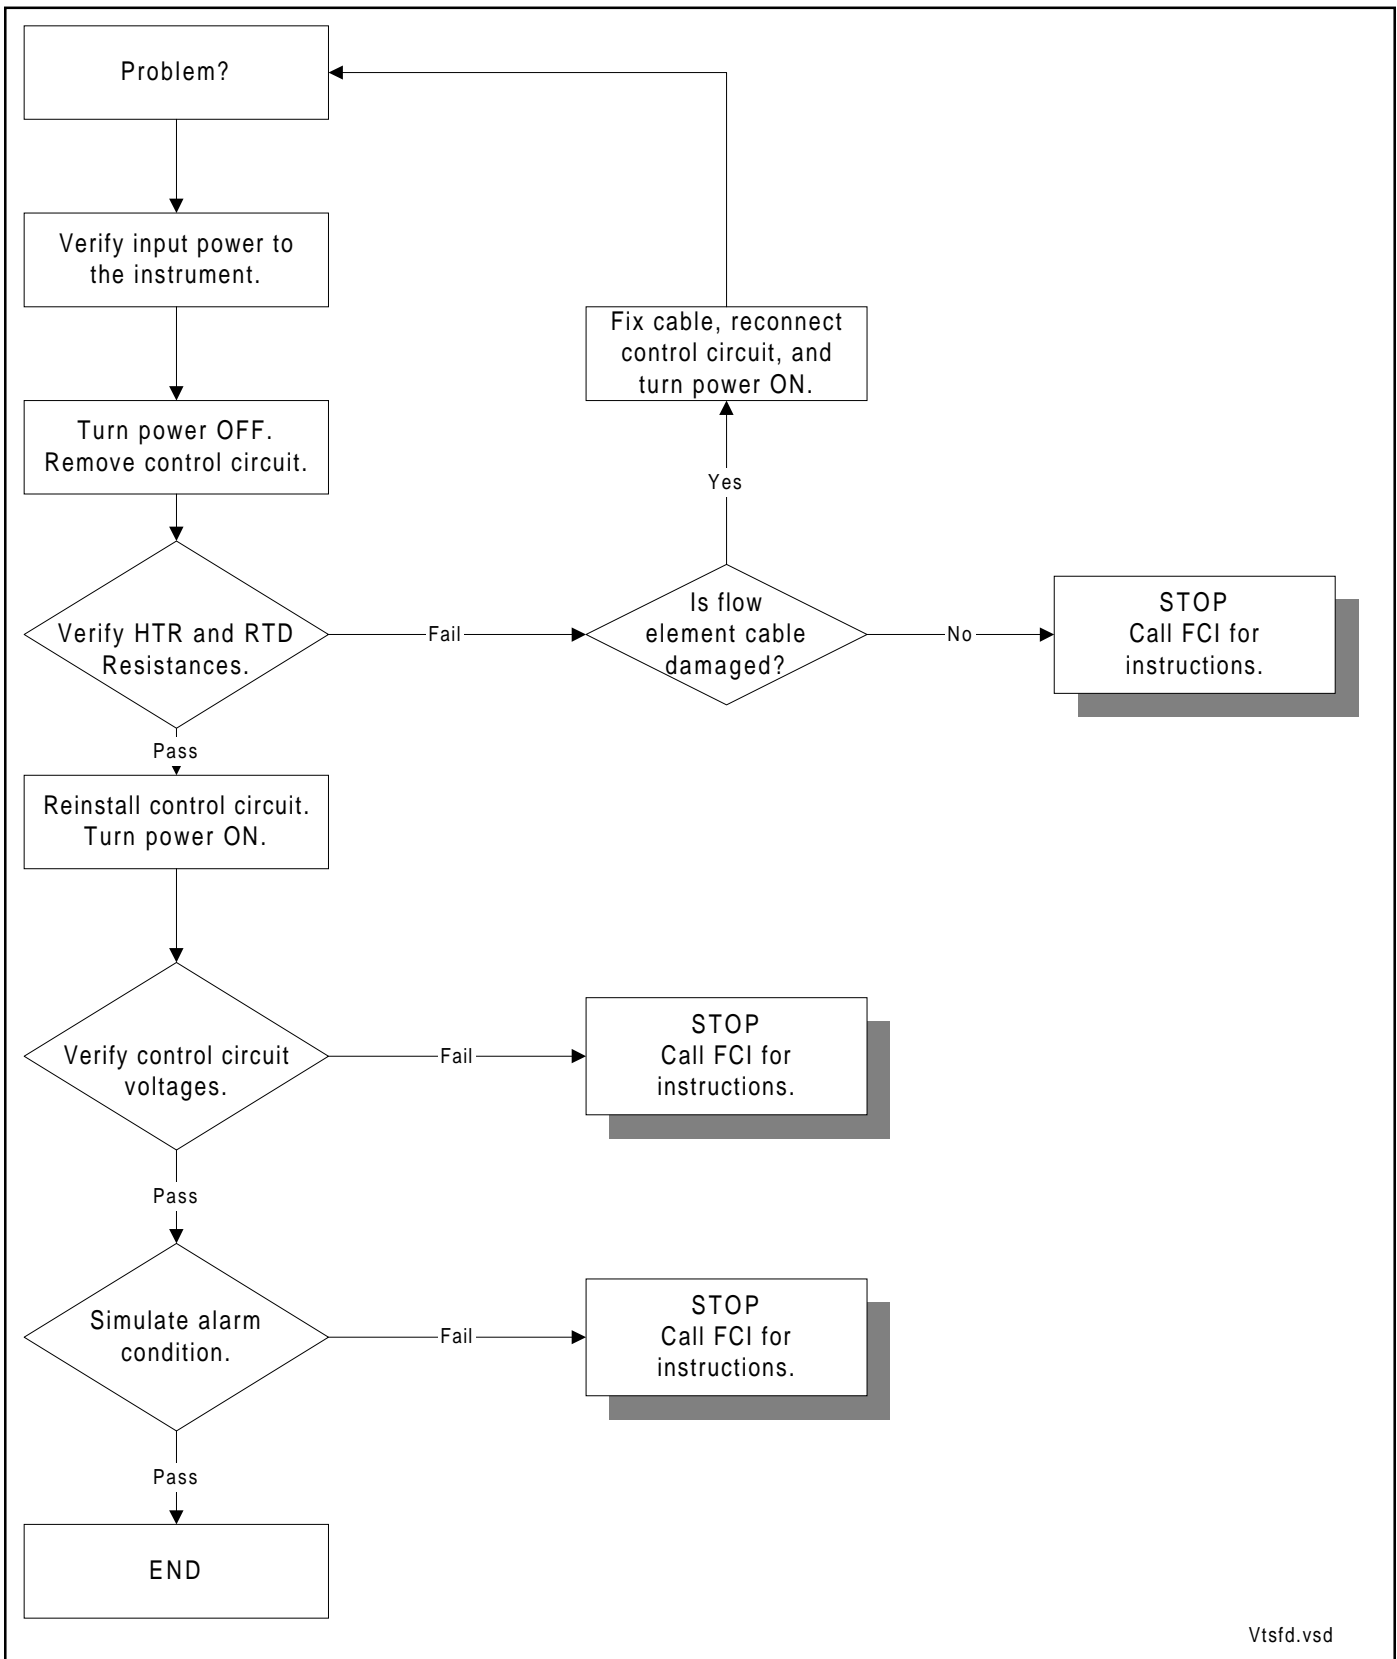 Problem?
Verify input power to
the instrument.
Fix cable, reconnect
control circuit, and
turn power ON.
Turn power OFF.
Remove control circuit.
Yes
Verify HTR and RTD
Resistances.
Fail
Is flow
element cable
damaged?
No
STOP
Call FCI for
instructions.
Pass
Reinstall control circuit.
Turn power ON.
Verify control circuit
voltages.
Fail
STOP
Call FCI for
instructions.
Pass
Simulate alarm
condition.
Fail
STOP
Call FCI for
instructions.
Pass
END
Vtsfd.vsd